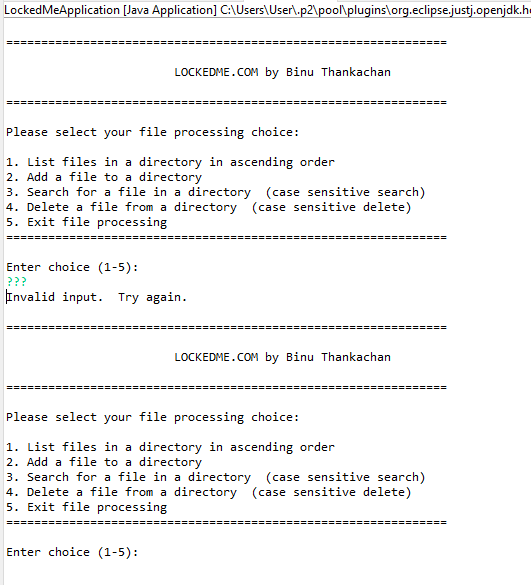 LockedMeApplication [Java Application] C:\Users\User\.p2\pool\plugins\org.eclipse.justj.openjdk.h
===============================================================
LOCKEDME.COM by Binu Thankachan
===============================================================
Please select your file processing choice:
1. List files in a directory in ascending order
2. Add a file to a directory
3. Search for a file in a directory  (case sensitive search)
4. Delete a file from a directory  (case sensitive delete)
5. Exit file processing
===============================================================
Enter choice (1-5):
???
Invalid input.  Try again.
===============================================================
LOCKEDME.COM by Binu Thankachan
===============================================================
Please select your file processing choice:
1. List files in a directory in ascending order
2. Add a file to a directory
3. Search for a file in a directory  (case sensitive search)
4. Delete a file from a directory  (case sensitive delete)
5. Exit file processing
===============================================================
Enter choice (1-5):